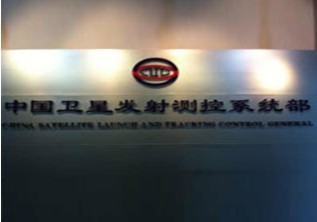 中国卫星发射测控系统部
CHINA SATELLITE LAUNCH AND TRACKING CONTROL GENERAL